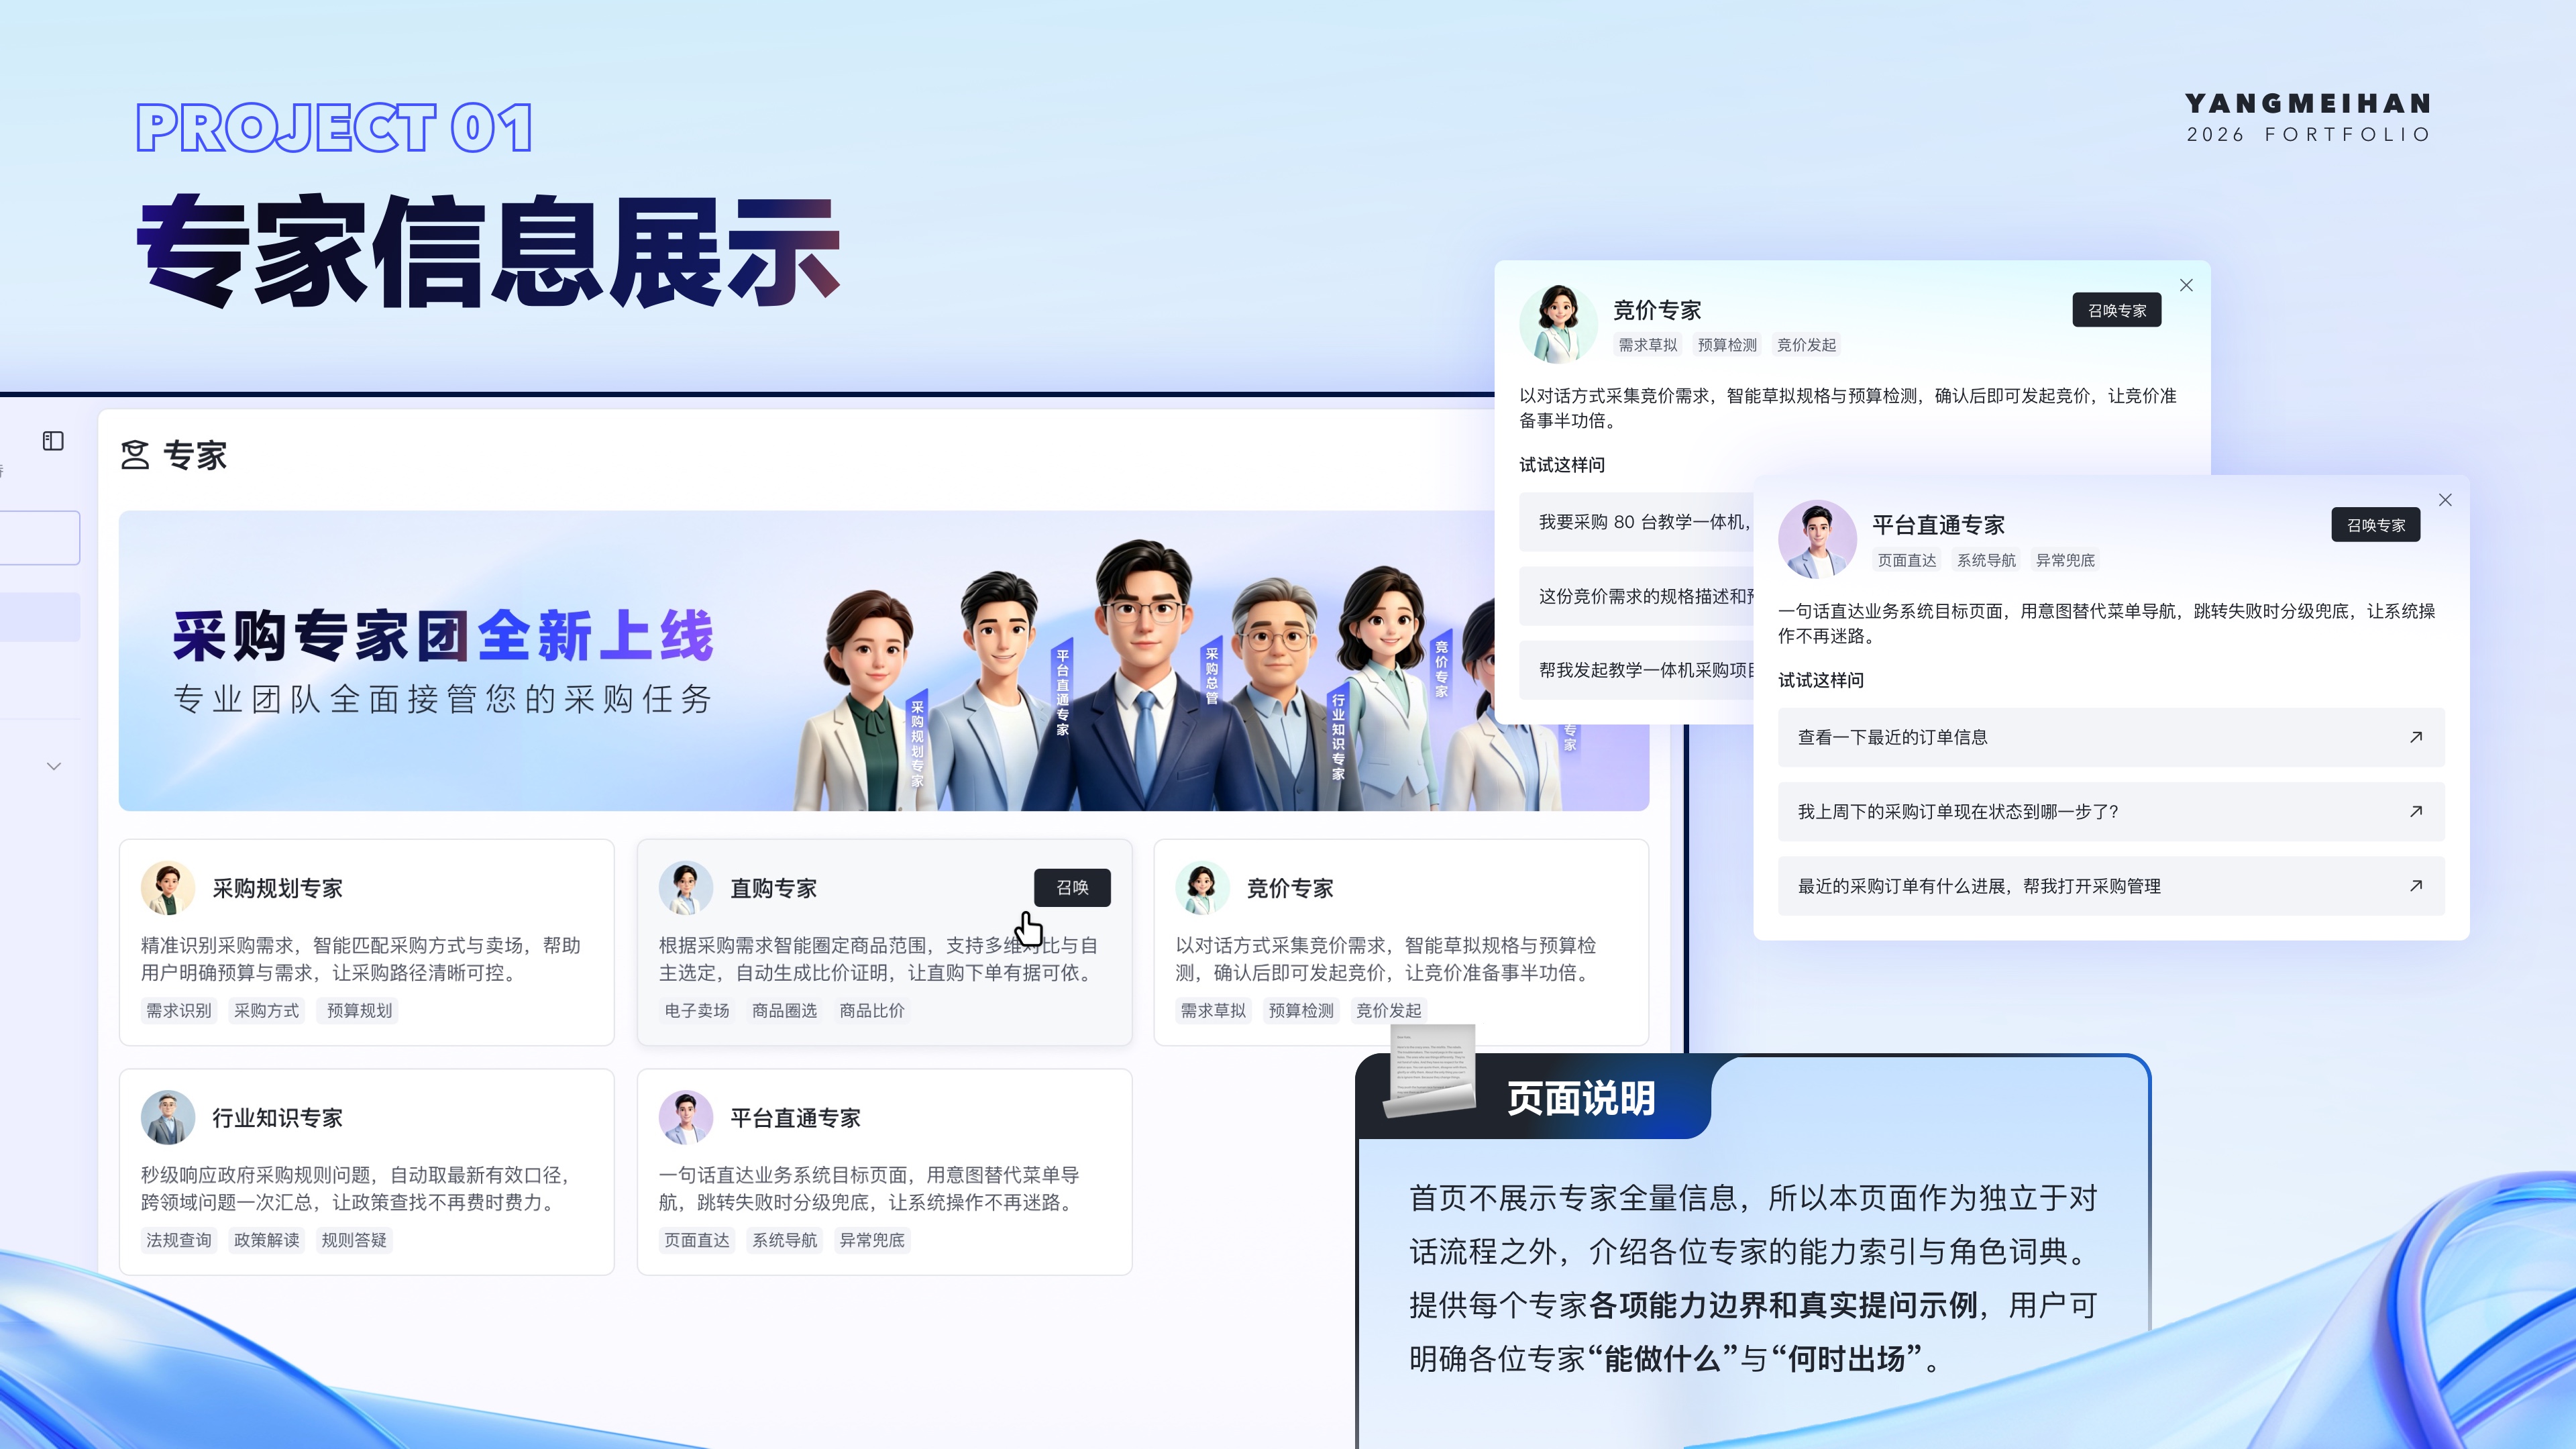 PROJECT 01
YANGMEIHAN
2026 FORTFOLIO
专家信息展示
专家
采购专家团全新上线
专业团队全面接管您的采购任务
采购规划专家
平台直通专家
采购总管
行业知识专家
竞价专家
专家
采购规划专家
精准识别采购需求，智能匹配采购方式与卖场，帮助
用户明确预算与需求，让采购路径清晰可控。
需求识别 采购方式 预算规划
直购专家
召唤
根据采购需求智能圈定商品范围，支持多维对比与自
主选定，自动生成比价证明，让直购下单有据可依。
电子卖场 商品圈选 商品比价
竞价专家
以对话方式采集竞价需求，智能草拟规格与预算检
测，确认后即可发起竞价，让竞价准备事半功倍。
需求草拟 预算检测 竞价发起
行业知识专家
秒级响应政府采购规则问题，自动取最新有效口径，
跨领域问题一次汇总，让政策查找不再费时费力。
法规查询 政策解读 规则答疑
平台直通专家
一句话直达业务系统目标页面，用意图替代菜单导
航，跳转失败时分级兜底，让系统操作不再迷路。
页面直达 系统导航 异常兜底
竞价专家
召唤专家
需求草拟 预算检测 竞价发起
以对话方式采集竞价需求，智能草拟规格与预算检测，确认后即可发起竞价，让竞价准
备事半功倍。
试试这样问
我要采购 80 台教学一体机，
这份竞价需求的规格描述和
帮我发起教学一体机采购项
平台直通专家
召唤专家
页面直达 系统导航 异常兜底
一句话直达业务系统目标页面，用意图替代菜单导航，跳转失败时分级兜底，让系统操
作不再迷路。
试试这样问
查看一下最近的订单信息
我上周下的采购订单现在状态到哪一步了？
最近的采购订单有什么进展，帮我打开采购管理
页面说明
首页不展示专家全量信息，所以本页面作为独立于对
话流程之外，介绍各位专家的能力索引与角色词典。
提供每个专家各项能力边界和真实提问示例，用户可
明确各位专家“能做什么”与“何时出场”。